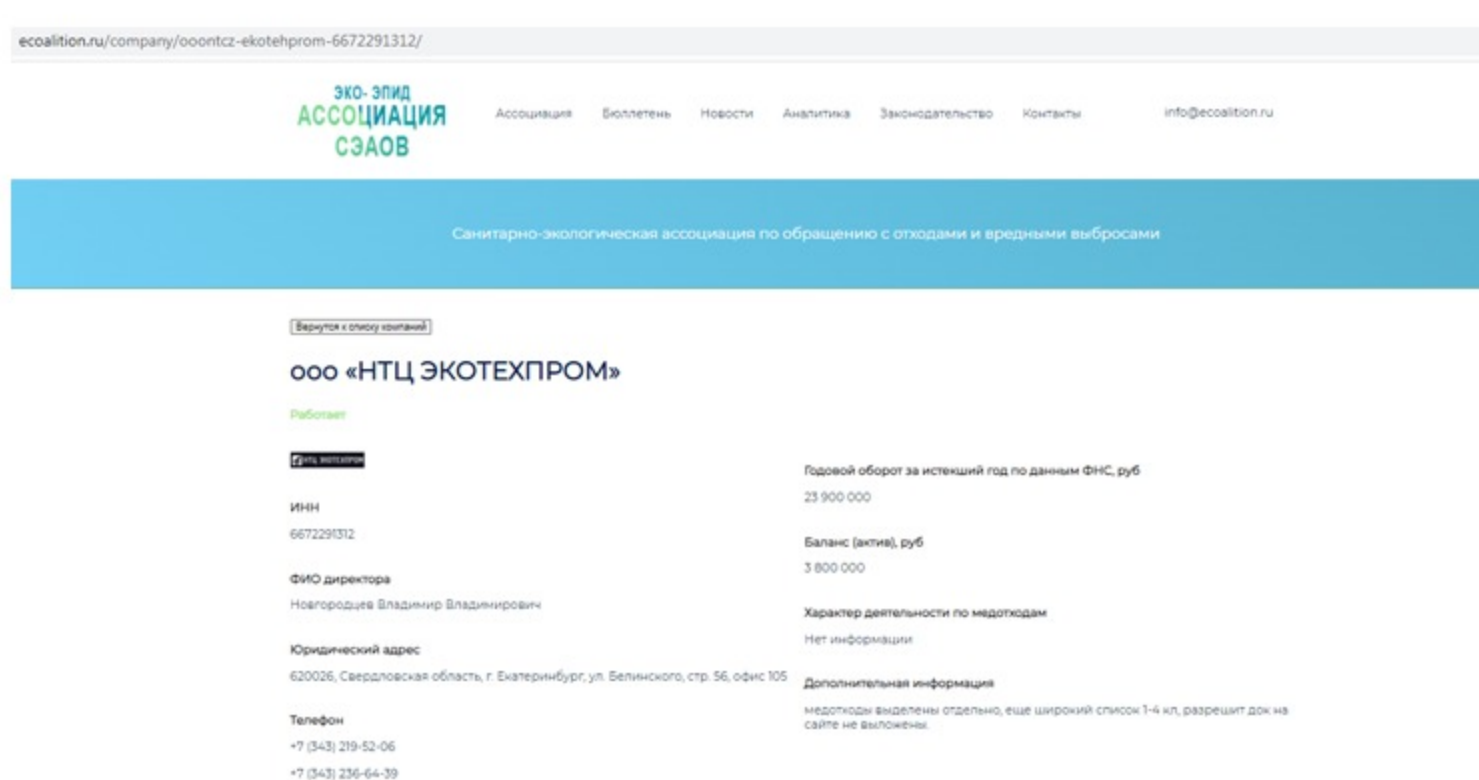 ecoalition.ru/company/ooontcz-ekotehprom-6672291312/
ЭКО- ЭПИД
АССОЦИАЦИЯ
СЭАОВ
Ассоциация
Бюллетень
Новости
Аналитика
Законодательство
Контакты
info@ecoalition.ru
Санитарно-экологическая ассоциация по обращению с отходами и вредными выбросами
Вернутся к списку компаний
ооо «НТЦ ЭКОТЕХПРОМ»
Работает
НТЦ ЭКОТЕХПРОМ
ИНН
6672291312
ФИО директора
Новгородцев Владимир Владимирович
Юридический адрес
620026, Свердловская область, г. Екатеринбург, ул. Белинского, стр. 56, офис 105
Телефон
+7 (343) 219-52-06
+7 (343) 236-64-39
Годовой оборот за истекший год по данным ФНС, руб
23 900 000
Баланс (актив), руб
3 800 000
Характер деятельности по медотходам
Нет информации
Дополнительная информация
медотходы выделены отдельно, еще широкий список 1-4 кл, разрешит док на
сайте не выложены.